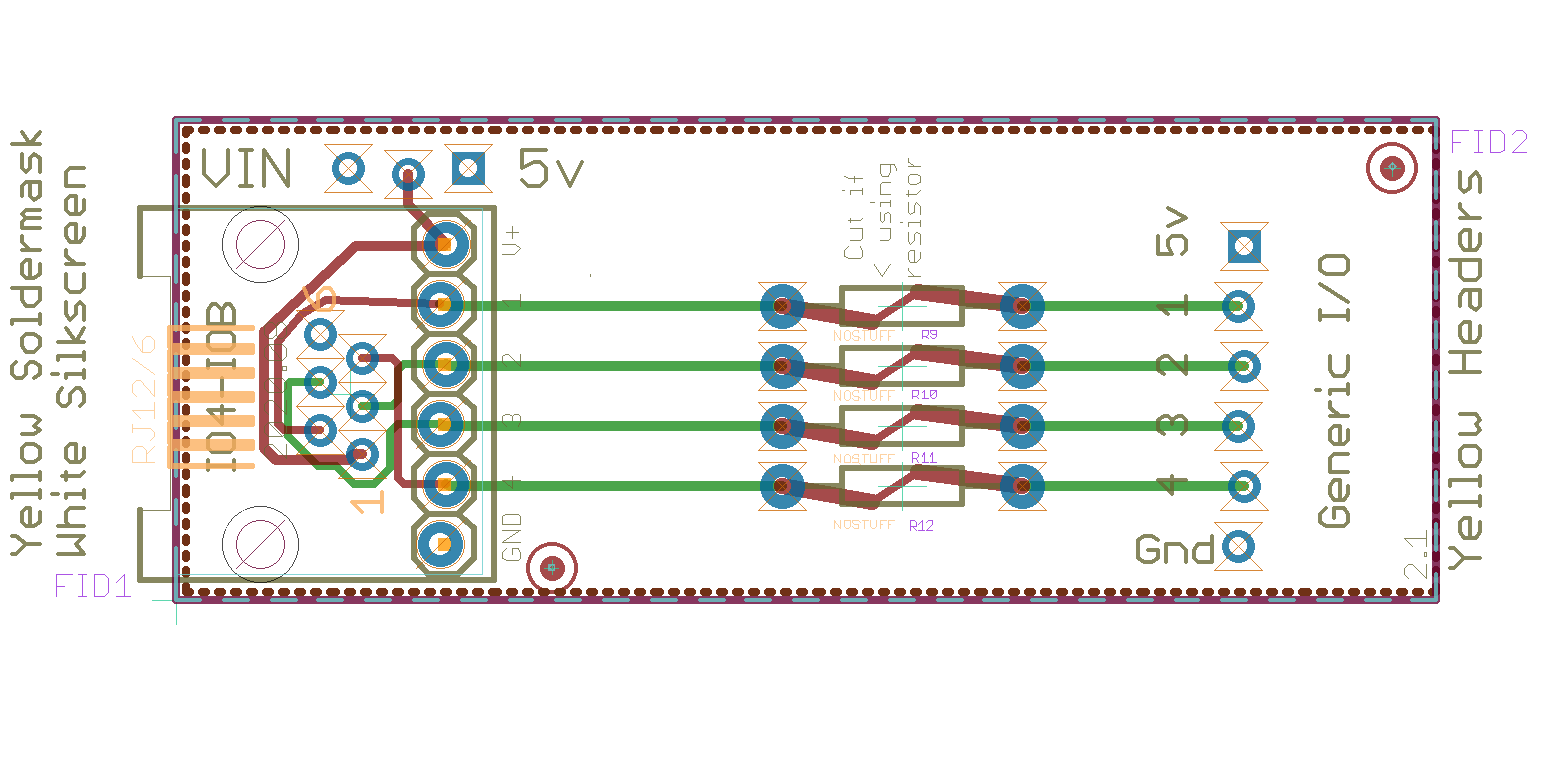 Yellow Soldermask
White Silkscreen
VIN
5v
FID2
Cut if
< using
resistor
V+
1
2
3
4
GND
6
1
RJ12/6
104-10B
R9
NOSTUFF
R10
NOSTUFF
R11
NOSTUFF
R12
NOSTUFF
5v
1
2
3
4
Gnd
Generic I/O
2.1
Yellow Headers
FID1